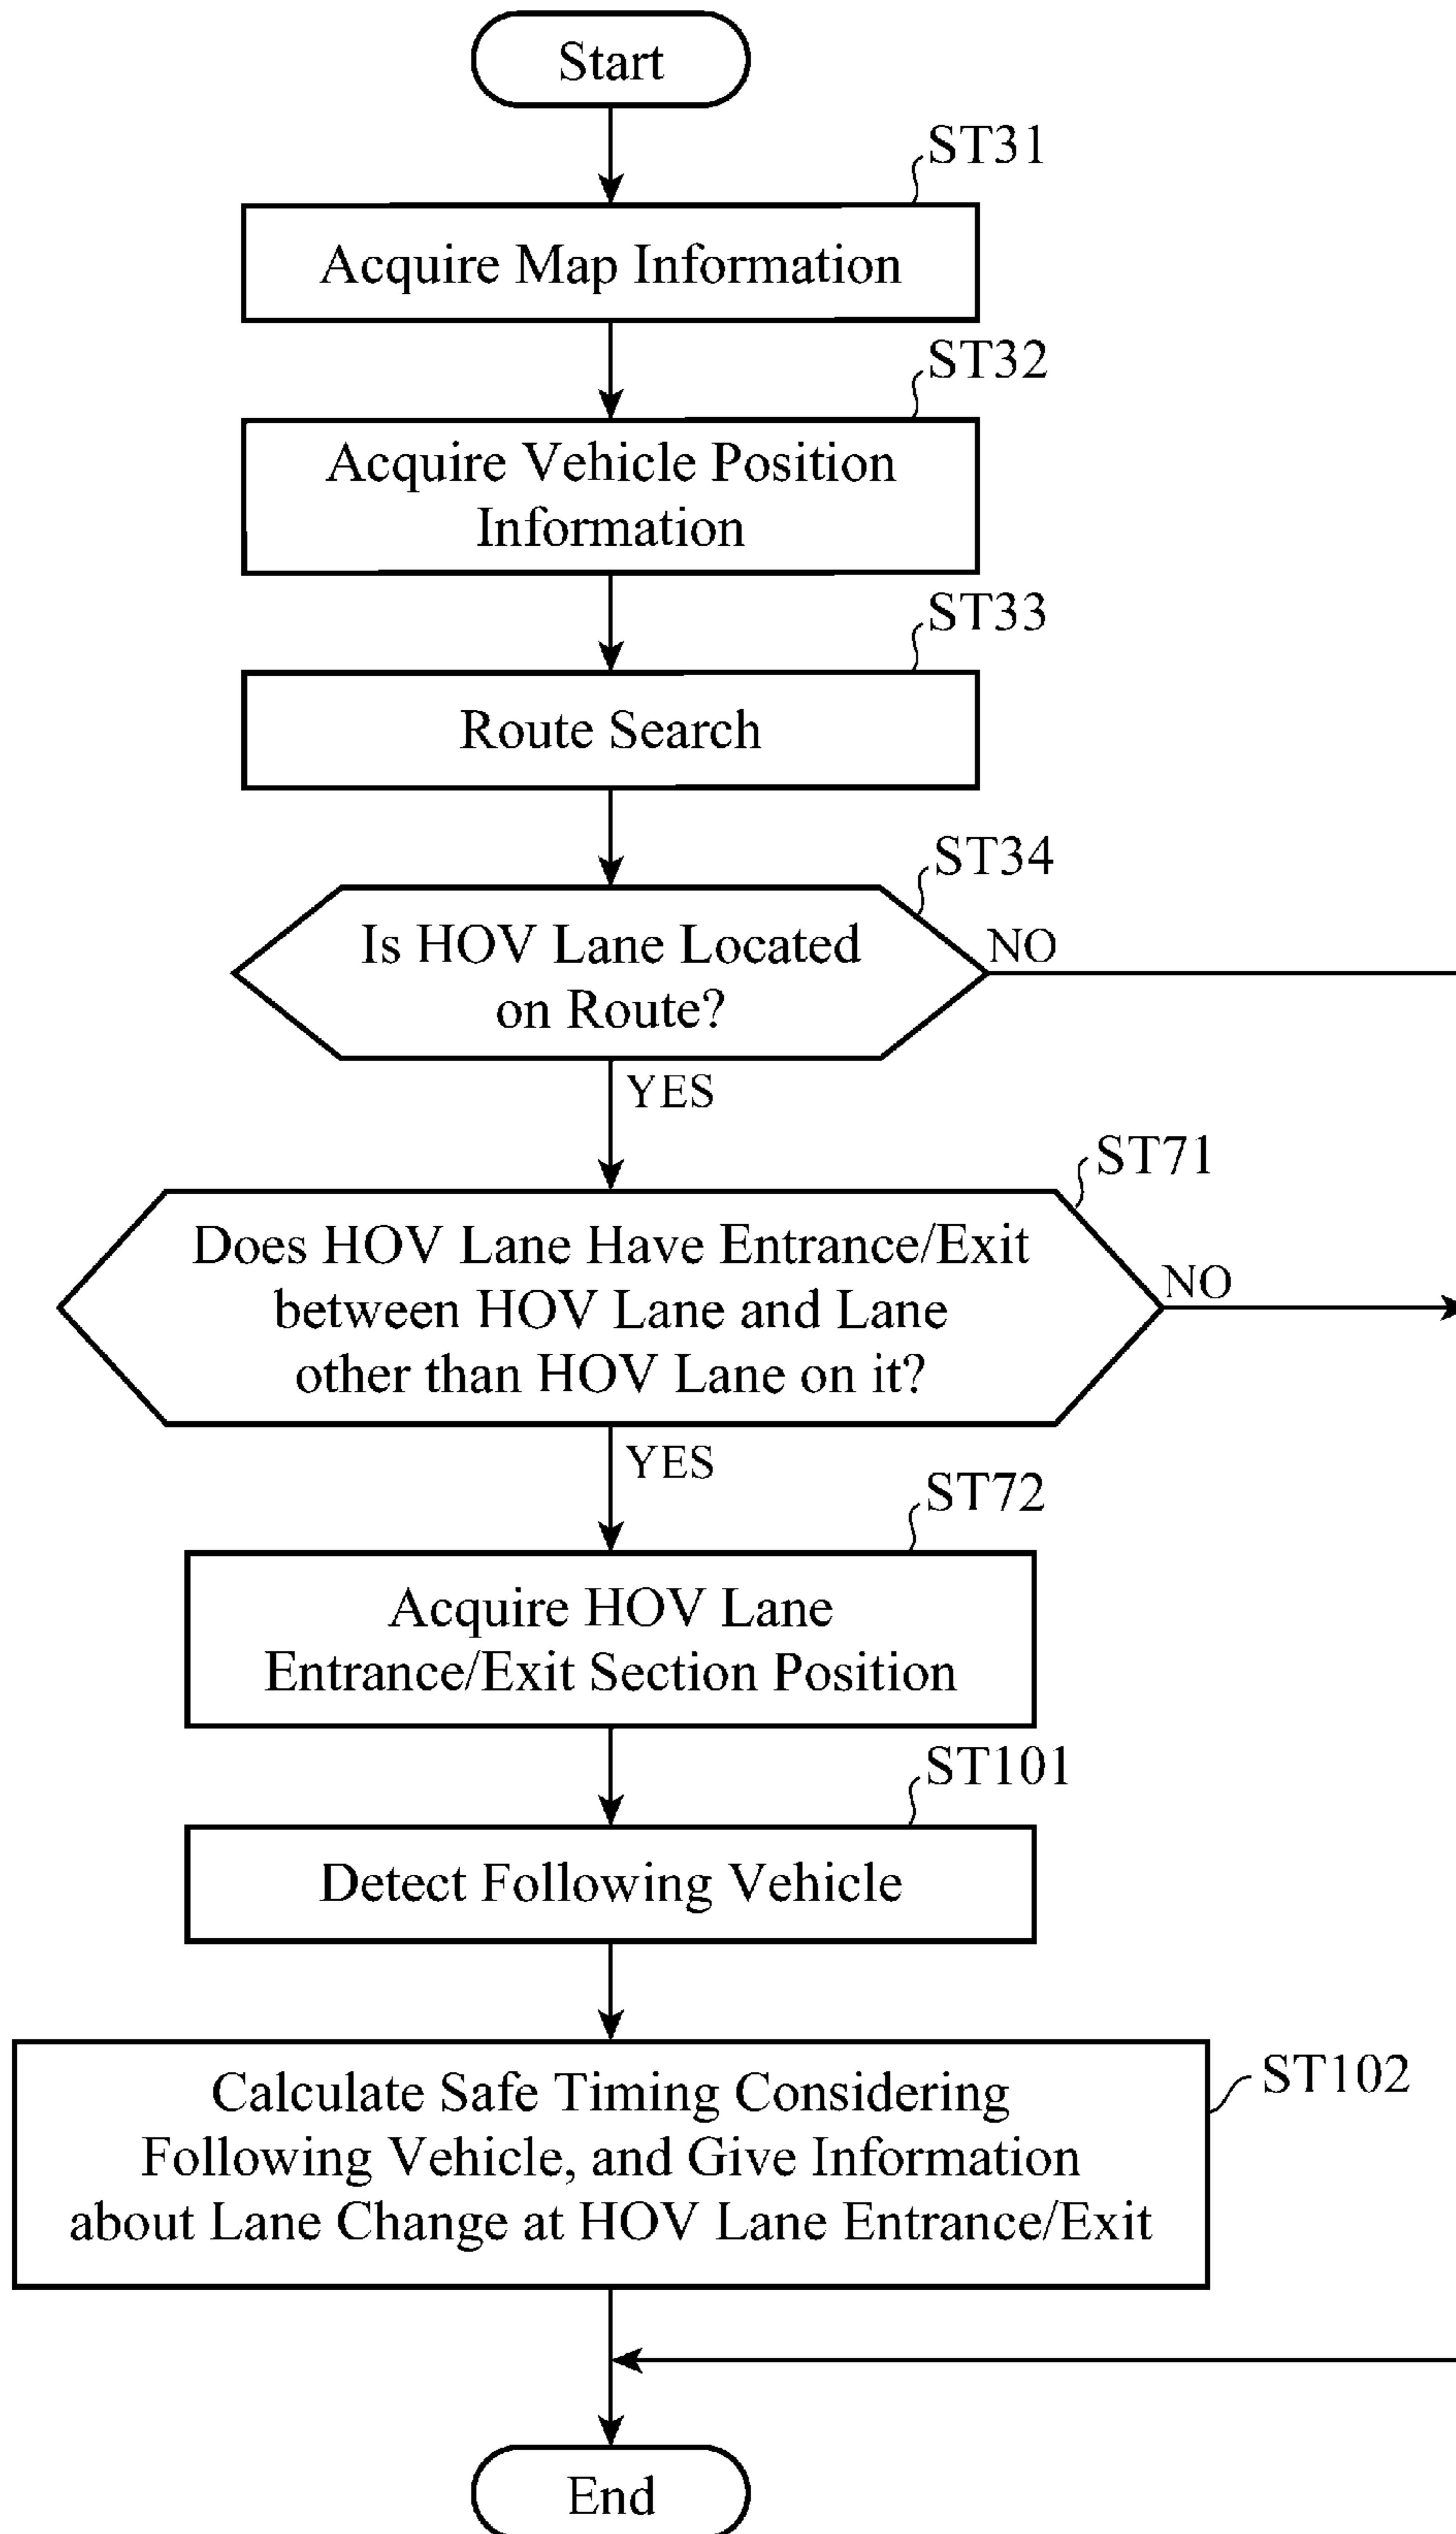 Start
ST31
Acquire Map Information
ST32
Acquire Vehicle Position
Information
ST33
Route Search
ST34
Is HOV Lane Located
on Route?
NO
YES
ST71
Does HOV Lane Have Entrance/Exit
between HOV Lane and Lane
other than HOV Lane on it?
NO
YES
ST72
Acquire HOV Lane
Entrance/Exit Section Position
ST101
Detect Following Vehicle
ST102
Calculate Safe Timing Considering
Following Vehicle, and Give Information
about Lane Change at HOV Lane Entrance/Exit
End